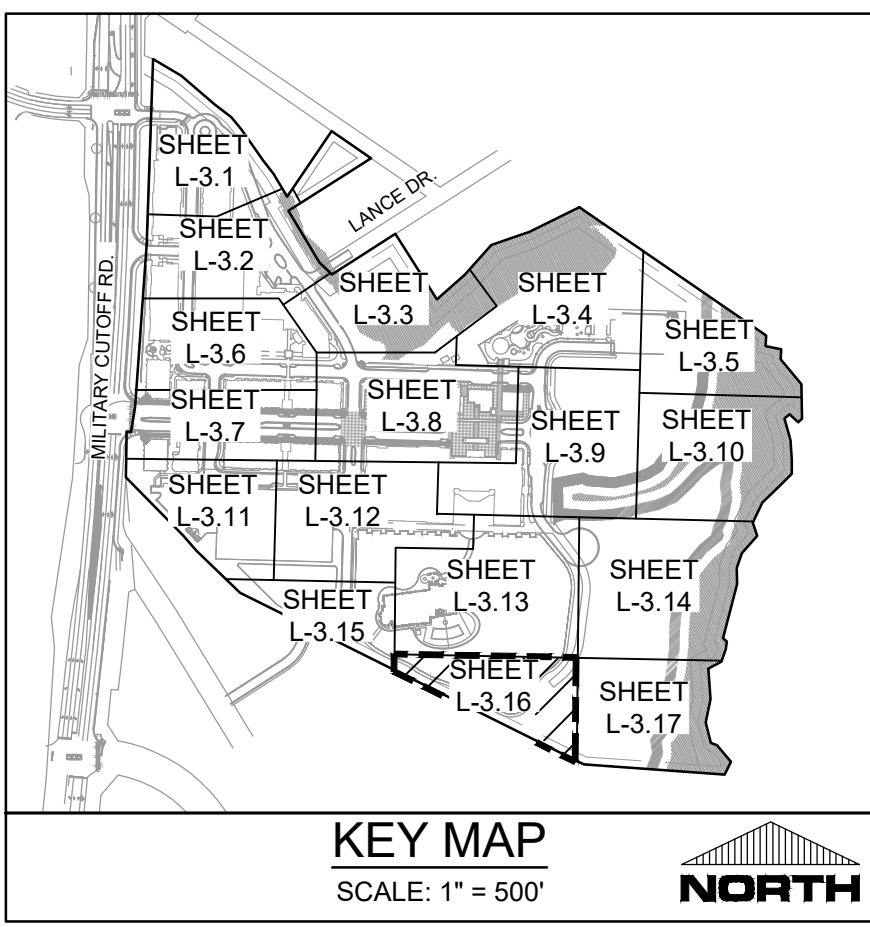 SHEET
L-3.1
LANCE DR.
SHEET
L-3.2
SHEET
L-3.3
SHEET
L-3.4
MILITARY CUTOFF RD.
SHEET
L-3.6
SHEET
L-3.5
SHEET
L-3.7
SHEET
L-3.8
SHEET
L-3.9
SHEET
L-3.10
SHEET
L-3.11
SHEET
L-3.12
SHEET
L-3.13
SHEET
L-3.14
SHEET
L-3.15
SHEET
L-3.16
SHEET
L-3.17
KEY MAP
SCALE: 1" = 500'
NORTH